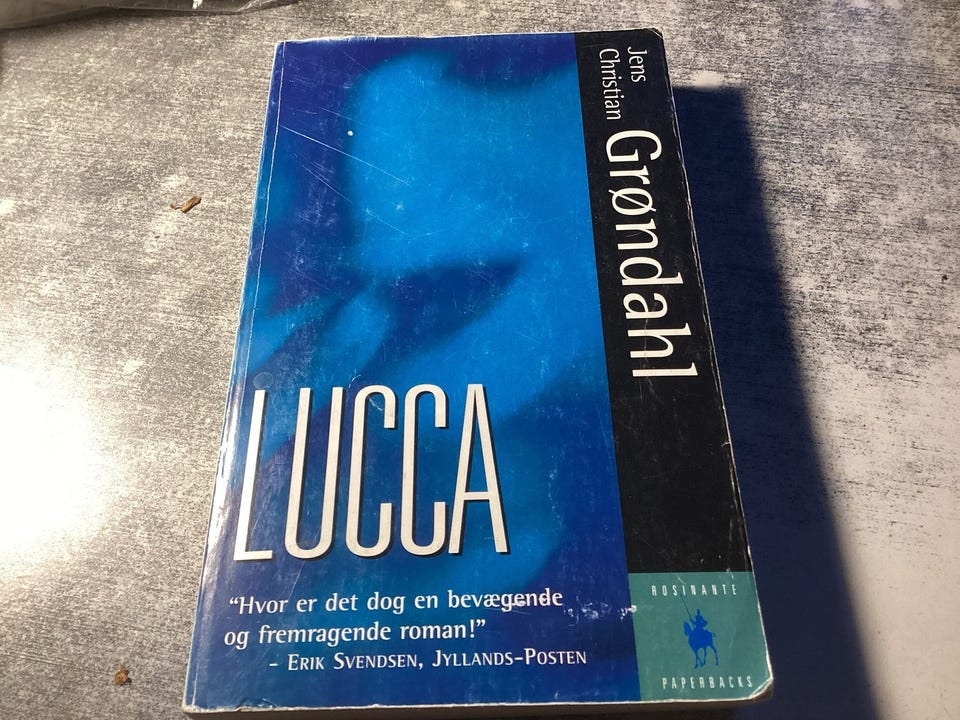 Jens
Christian
Grøndahl
LUCCA
“Hvor er det dog en bevægende
og fremragende roman!”
- ERIK SVENDSEN, JYLLANDS-POSTEN
ROSINANTE
PAPERBACKS